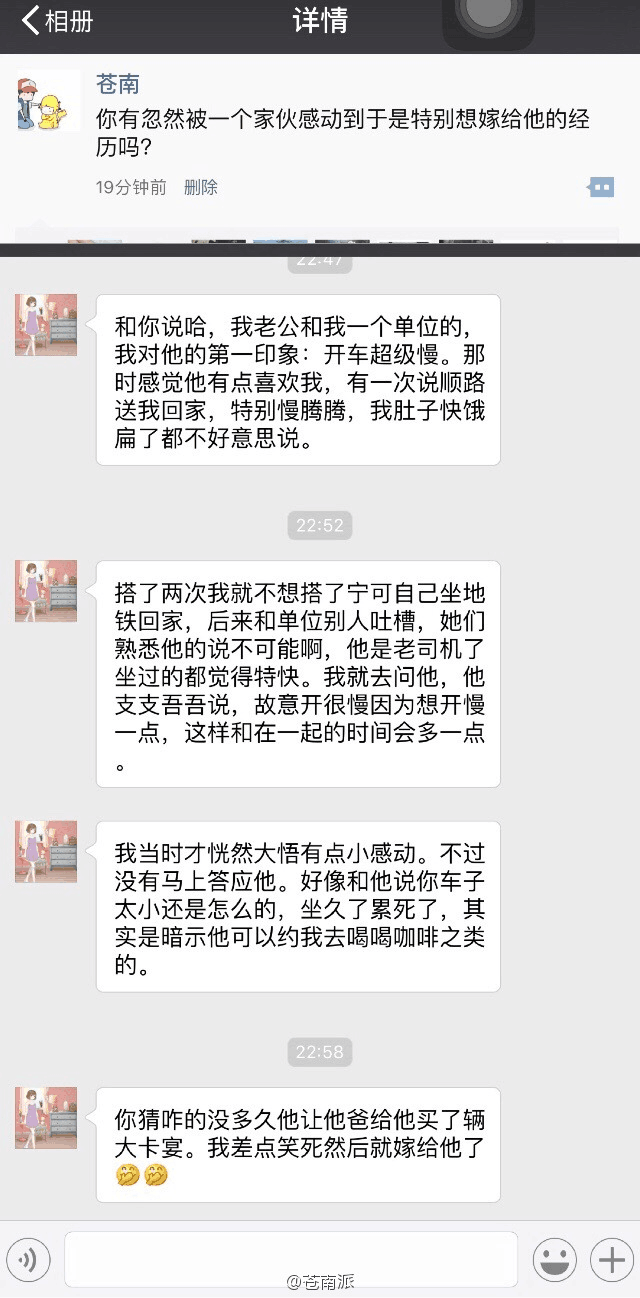 相册
详情
苍南
你有忽然被一个家伙感动到于是特别想嫁给他的经
历吗?
19分钟前 删除
22:47
和你说哈，我老公和我一个单位的，
我对他的第一印象：开车超级慢。那
时感觉他有点喜欢我，有一次说顺路
送我回家，特别慢腾腾，我肚子快饿
扁了都不好意思说。
22:52
搭了两次我就不想搭了宁可自己坐地
铁回家，后来和单位别人吐槽，她们
熟悉他的说不可能啊，他是老司机了
坐过的都觉得特快。我就去问他，他
支支吾吾说，故意开很慢因为想开慢
一点，这样和在一起的时间会多一点
。
我当时才恍然大悟有点小感动。不过
没有马上答应他。好像和他说你车子
太小还是怎么的，坐久了累死了，其
实是暗示他可以约我去喝喝咖啡之类
的。
22:58
你猜咋的没多久他让他爸给他买了辆
大卡宴。我差点笑死然后就嫁给他了
@苍南派